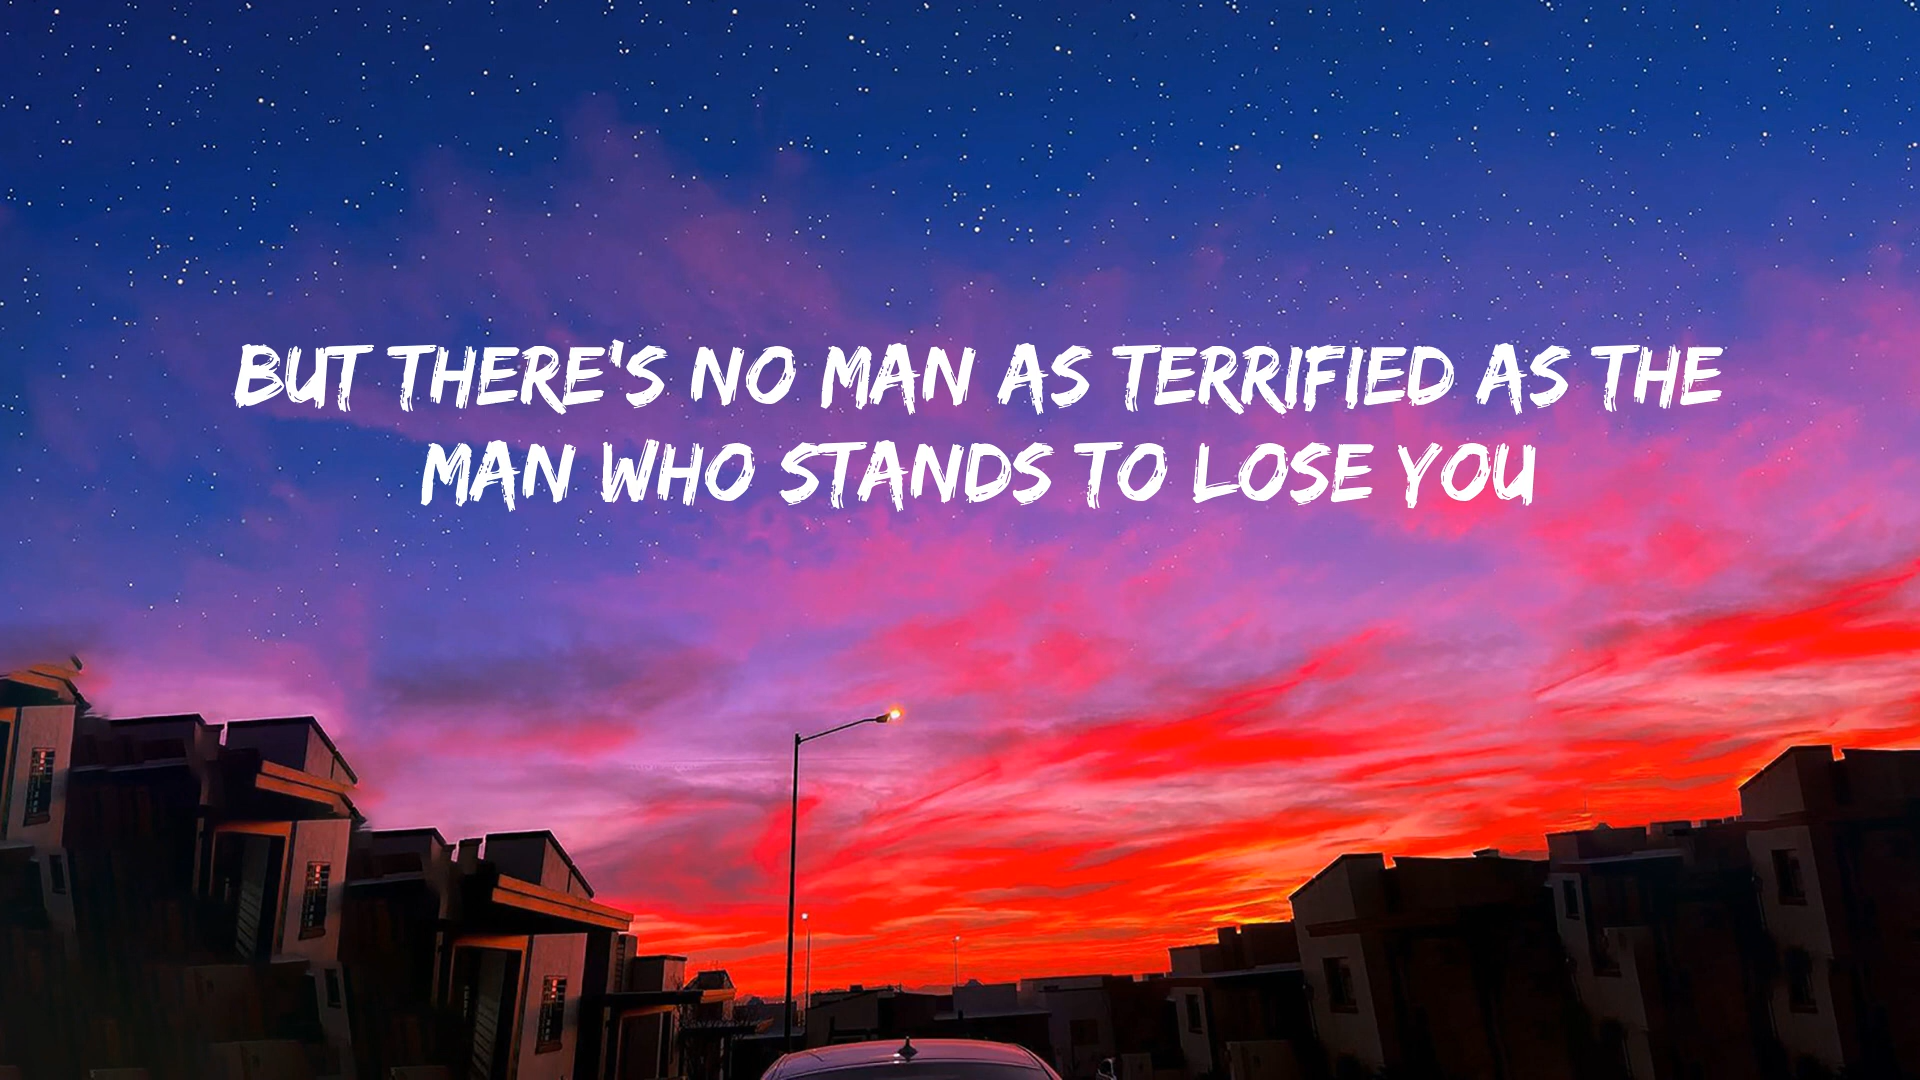 BUT THERE'S NO MAN AS TERRIFIED AS THE
MAN WHO STANDS TO LOSE YOU